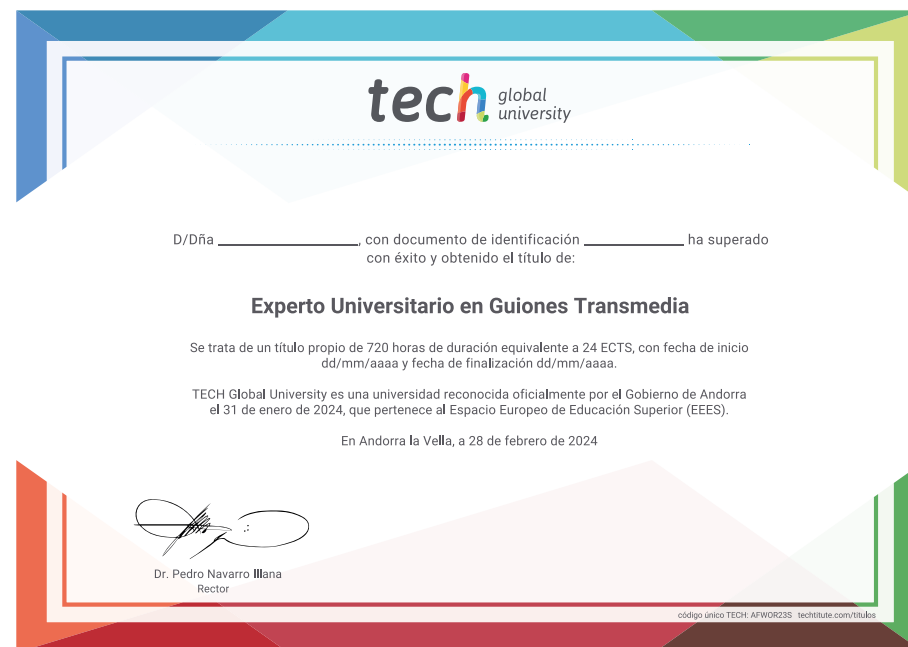 tech global university
D/Dña ______________, con documento de identificación __________ ha superado
con éxito y obtenido el título de:
Experto Universitario en Guiones Transmedia
Se trata de un título propio de 720 horas de duración equivalente a 24 ECTS, con fecha de inicio
dd/mm/aaaa y fecha de finalización dd/mm/aaaa.
TECH Global University es una universidad reconocida oficialmente por el Gobierno de Andorra
el 31 de enero de 2024, que pertenece al Espacio Europeo de Educación Superior (EEES).
En Andorra la Vella, a 28 de febrero de 2024
Dr. Pedro Navarro Illana
Rector
código único TECH: AFWOR23S techtitute.com/titulos